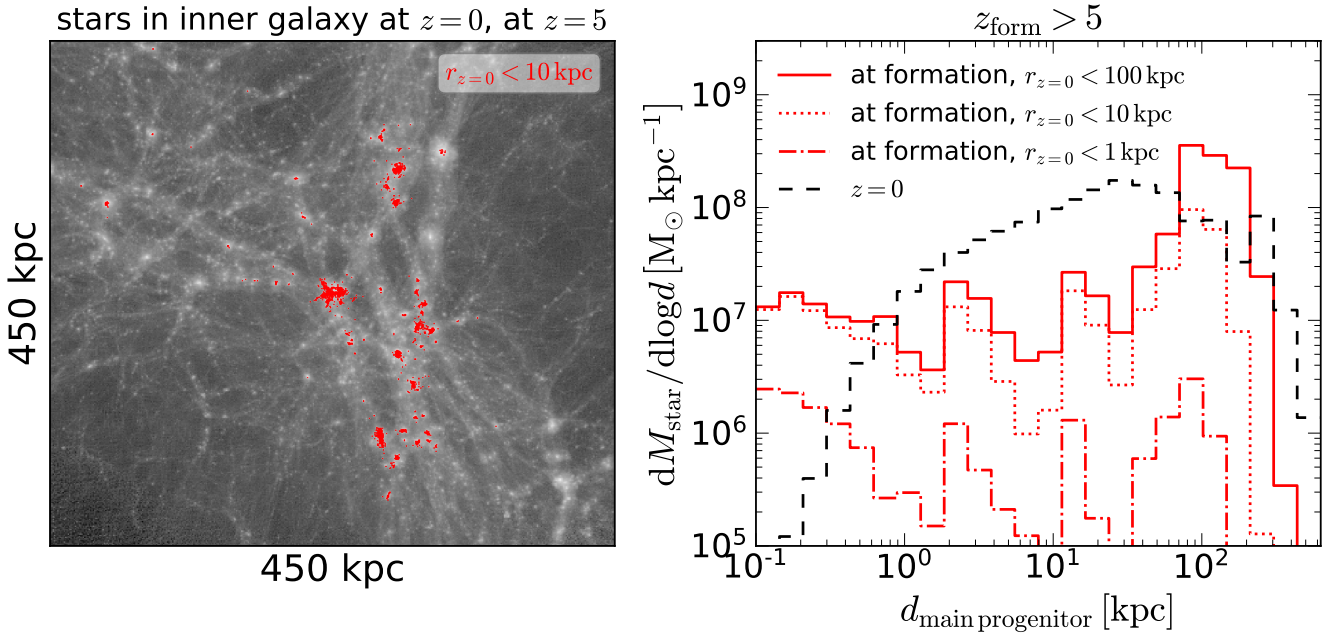 stars in inner galaxy at z=0, at z=5
r_{z=0} < 10 kpc
450 kpc
450 kpc
z_form > 5
at formation, r_{z=0} < 100 kpc
at formation, r_{z=0} < 10 kpc
at formation, r_{z=0} < 1 kpc
z=0
dM_star/dlogd [M_⊙ kpc^{−1}]
10^9
10^8
10^7
10^6
10^5
10^{-1} 10^0 10^1 10^2
d_{main progenitor} [kpc]